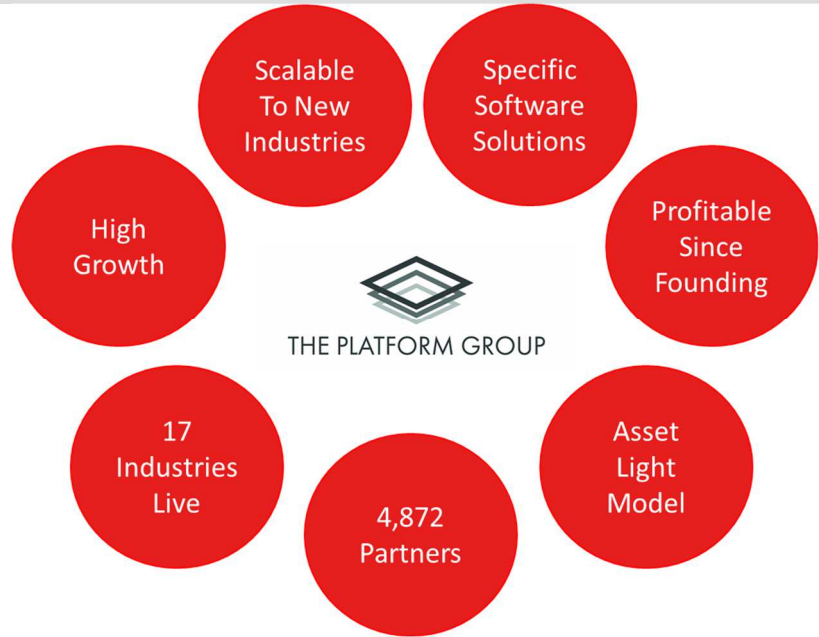 Scalable
To New
Industries
Specific
Software
Solutions
High
Growth
Profitable
Since
Founding
THE PLATFORM GROUP
17
Industries
Live
4,872
Partners
Asset
Light
Model